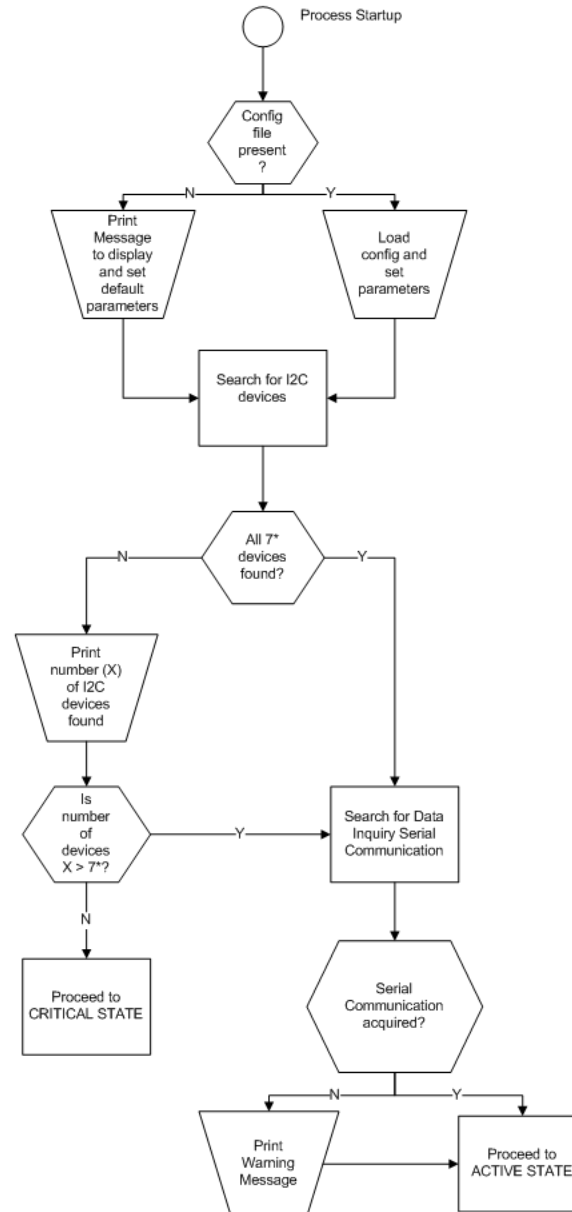 Process Startup
Config
file
present
?
N
Y
Print
Message
to display
and set
default
parameters
Load
config and
set
parameters
Search for I2C
devices
All 7*
devices
found?
N
Y
Print
number (X)
of I2C
devices
found
Is
number
of
devices
X > 7*?
Y
Search for Data
Inquiry Serial
Communication
N
Proceed to
CRITICAL STATE
Serial
Communication
acquired?
N
Y
Print
Warning
Message
Proceed to
ACTIVE STATE